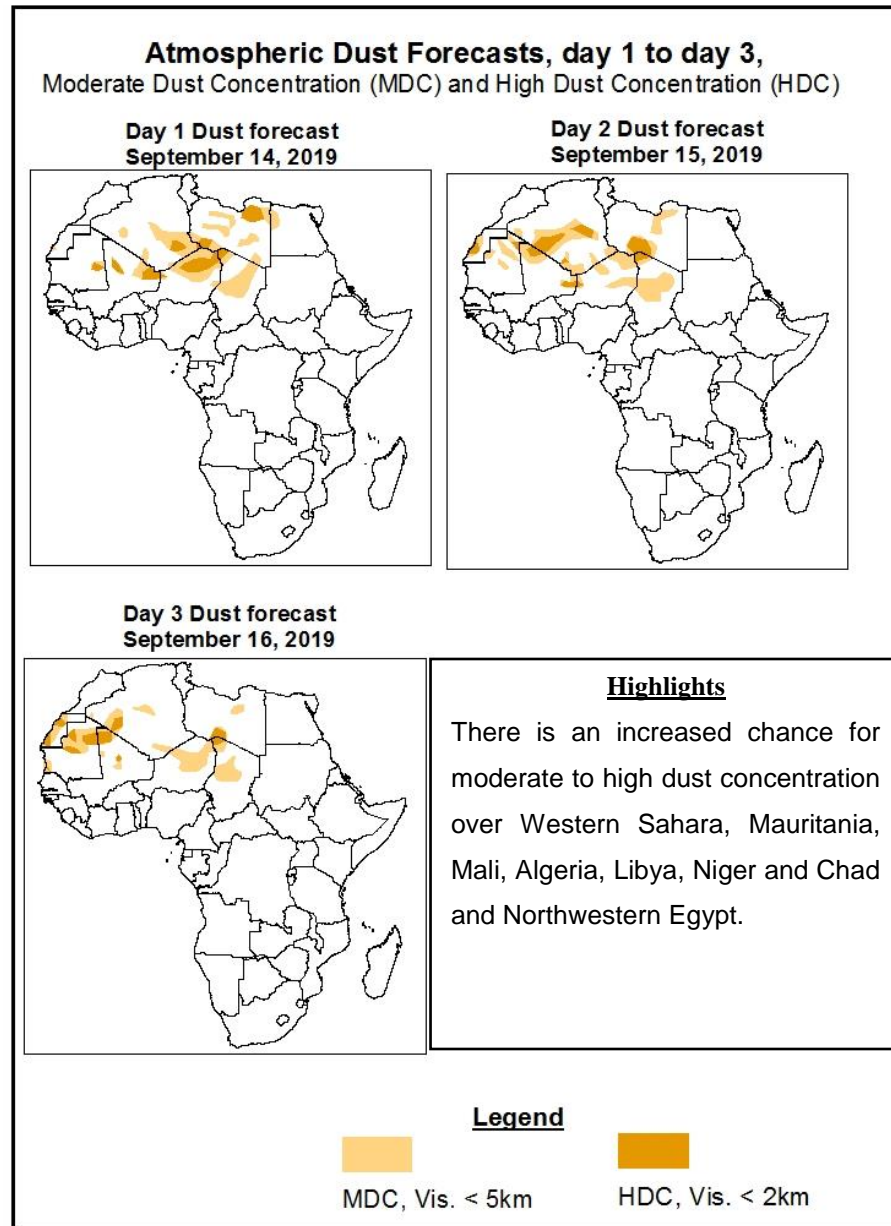 Atmospheric Dust Forecasts, day 1 to day 3,
Moderate Dust Concentration (MDC) and High Dust Concentration (HDC)
Day 1 Dust forecast
September 14, 2019
Day 2 Dust forecast
September 15, 2019
Day 3 Dust forecast
September 16, 2019
Highlights
There is an increased chance for
moderate to high dust concentration
over Western Sahara, Mauritania,
Mali, Algeria, Libya, Niger and Chad
and Northwestern Egypt.
Legend
MDC, Vis. < 5km
HDC, Vis. < 2km